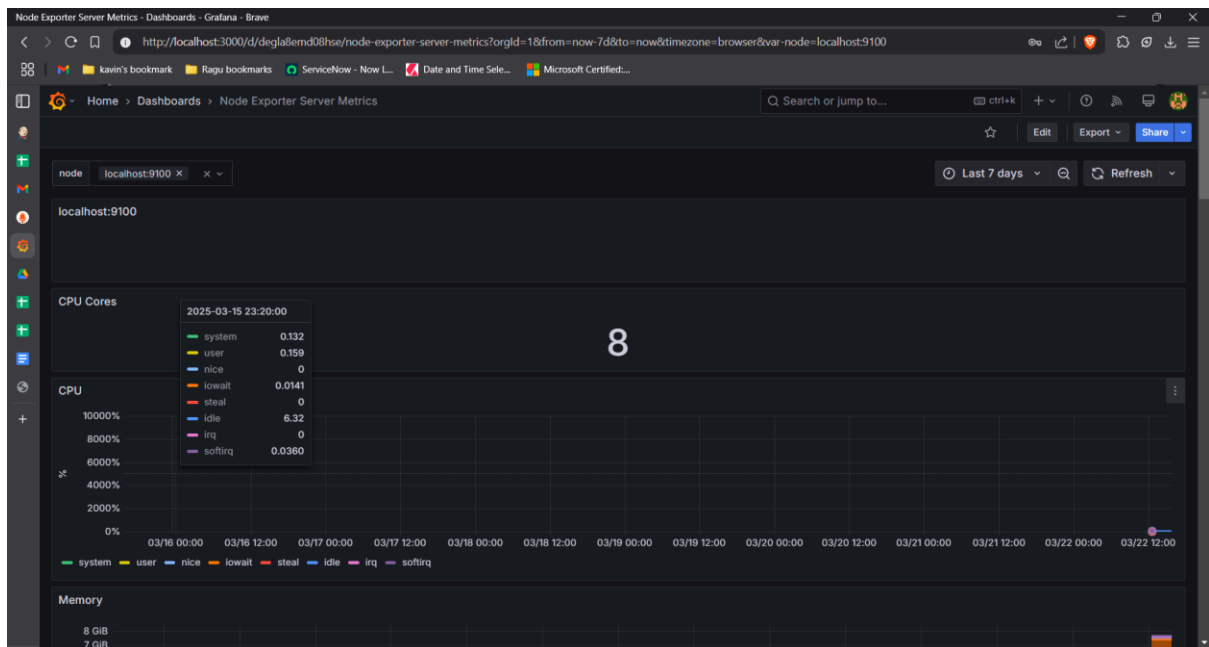 Node Exporter Server Metrics - Dashboards - Grafana - Brave
http://localhost:3000/d/degla8emd08hse/node-exporter-server-metrics?orgId=1&from=now-7d&to=now&timezone=browser&var-node=localhost:9100
kavin's bookmark Ragu bookmarks ServiceNow - Now L... Date and Time Sele... Microsoft Certified:...
Home › Dashboards › Node Exporter Server Metrics
Search or jump to... ctrl+k
Edit Export Share
node localhost:9100
Last 7 days Refresh
localhost:9100
CPU Cores
8
2025-03-15 23:20:00
system 0.132
user 0.159
nice 0
iowait 0.0141
steal 0
idle 6.32
irq 0
softirq 0.0360
CPU
10000%
8000%
6000%
4000%
2000%
0%
%
03/16 00:00 03/16 12:00 03/17 00:00 03/17 12:00 03/18 00:00 03/18 12:00 03/19 00:00 03/19 12:00 03/20 00:00 03/20 12:00 03/21 00:00 03/21 12:00 03/22 00:00 03/22 12:00
system user nice iowait steal idle irq softirq
Memory
8 GiB
7 GiB